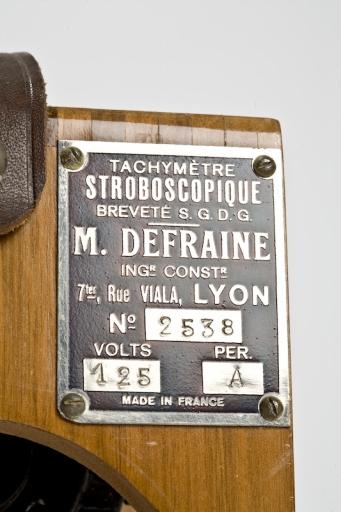 TACHYMÈTRE
STROBOSCOPIQUE
BREVETÉ S. G. D. G.
M. DEFRAINE
INGR CONSTR
7ter, Rue VIALA, LYON
No 2538
VOLTS PER.
125 A
MADE IN FRANCE